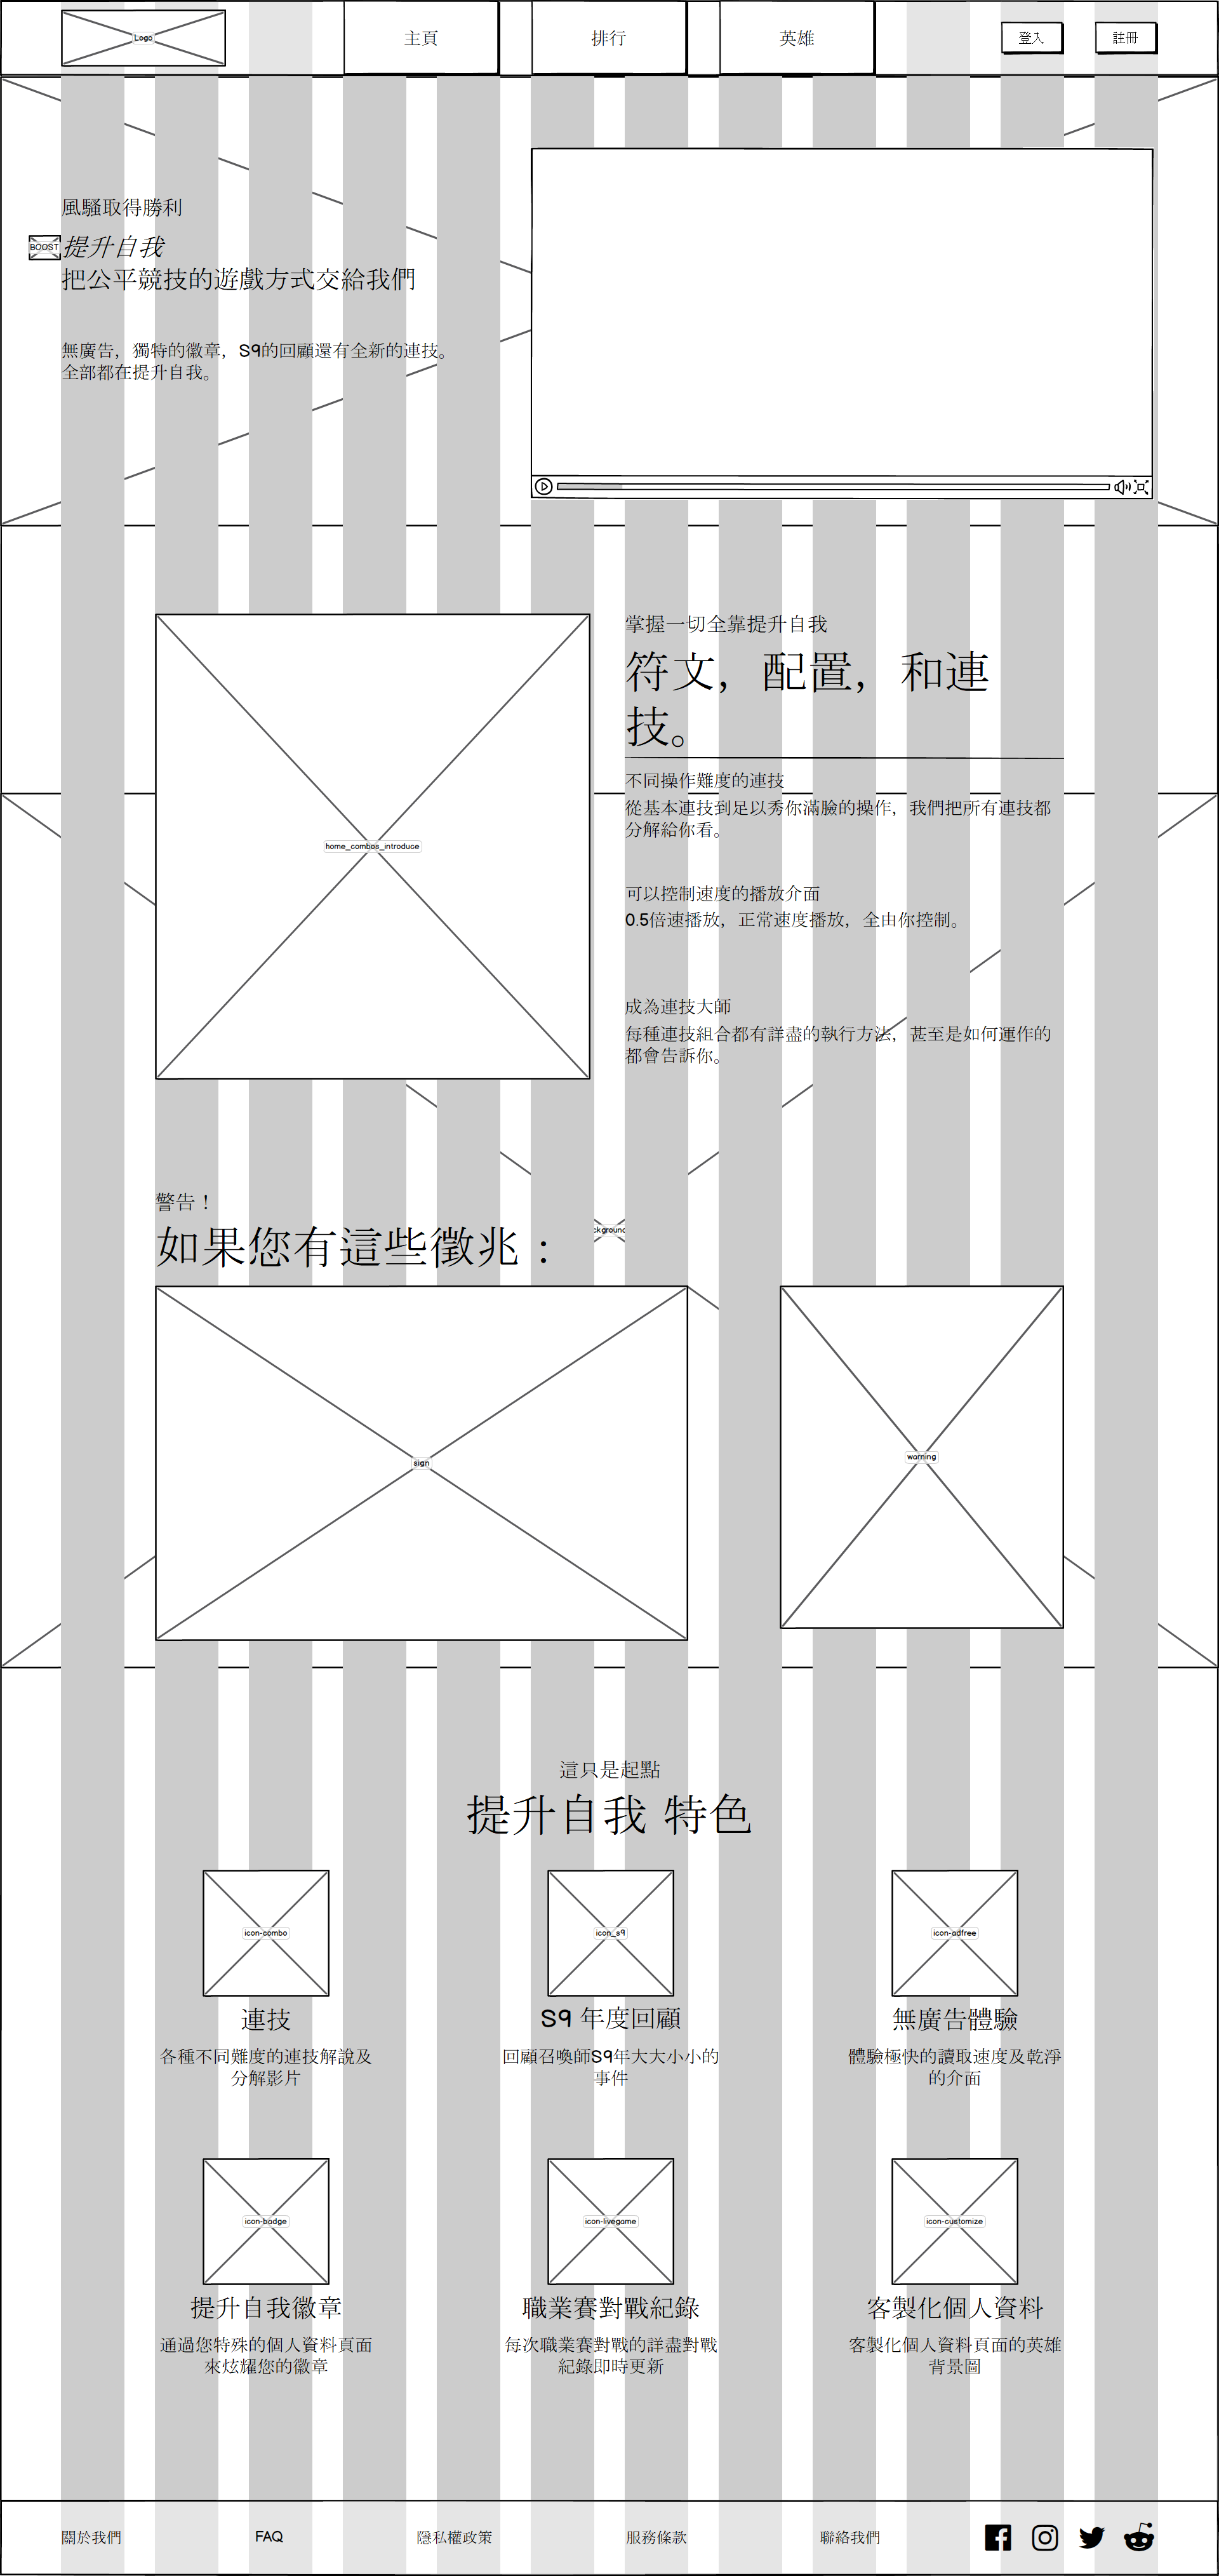 Logo
主頁
排行
英雄
登入
註冊
風騷取得勝利
BOOST
提升自我
把公平競技的遊戲方式交給我們
無廣告，獨特的徽章，S9的回顧還有全新的連技。
全部都在提升自我。
掌握一切全靠提升自我
符文，配置，和連
技。
不同操作難度的連技
從基本連技到足以秀你滿臉的操作，我們把所有連技都
分解給你看。
home_combos_introduce
可以控制速度的播放介面
0.5倍速播放，正常速度播放，全由你控制。
成為連技大師
每種連技組合都有詳盡的執行方法，甚至是如何運作的
都會告訴你。
警告！
如果您有這些徵兆：
ckground
sign
warning
這只是起點
提升自我 特色
icon-combo
icon_s9
icon-adfree
連技
S9 年度回顧
無廣告體驗
各種不同難度的連技解說及
分解影片
回顧召喚師S9年大大小小的
事件
體驗極快的讀取速度及乾淨
的介面
icon-badge
icon-livegame
icon-customize
提升自我徽章
職業賽對戰紀錄
客製化個人資料
通過您特殊的個人資料頁面
來炫耀您的徽章
每次職業賽對戰的詳盡對戰
紀錄即時更新
客製化個人資料頁面的英雄
背景圖
關於我們
FAQ
隱私權政策
服務條款
聯絡我們